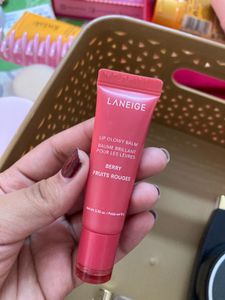 LANEIGE
LIP GLOWY BALM
BAUME BRILLANT
POUR LES LÈVRES
BERRY
FRUITS ROUGES